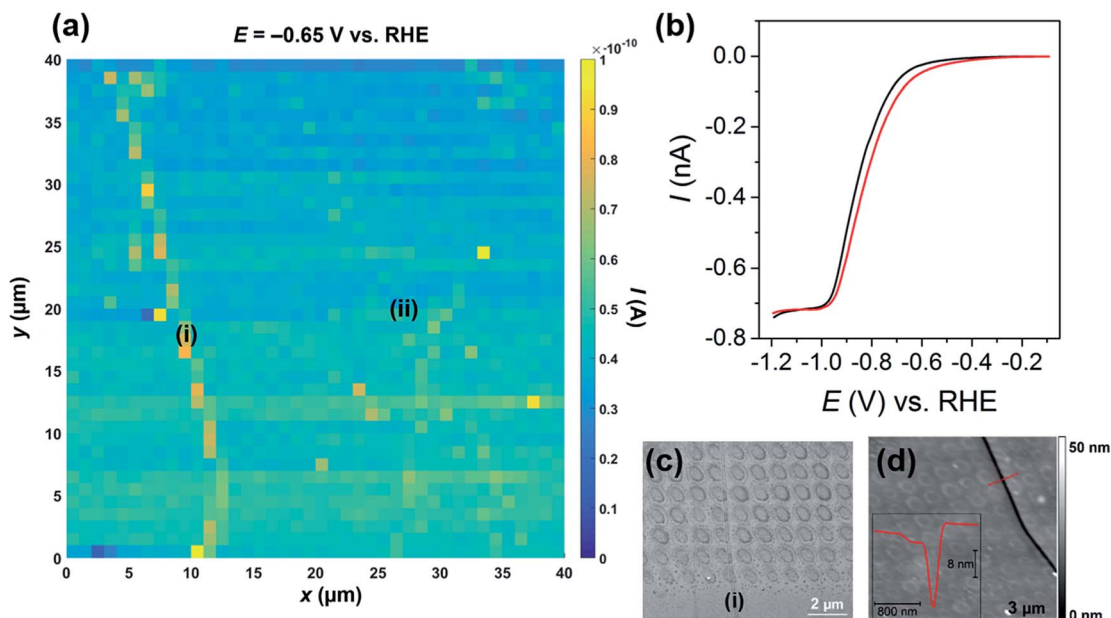 (a)
E = –0.65 V vs. RHE
× -10⁻¹⁰
40
35
30
25
20
15
10
5
0
y (µm)
0 5 10 15 20 25 30 35 40
x (µm)
(i)
(ii)
1
0.9
0.8
0.7
0.6
0.5
0.4
0.3
0.2
0.1
0
I (A)
(b)
0.0
-0.2
-0.4
-0.6
-0.8
I (nA)
-1.2 -1.0 -0.8 -0.6 -0.4 -0.2
E (V) vs. RHE
(c)
(i)
2 µm
(d)
50 nm
8 nm
800 nm
3 µm
0 nm